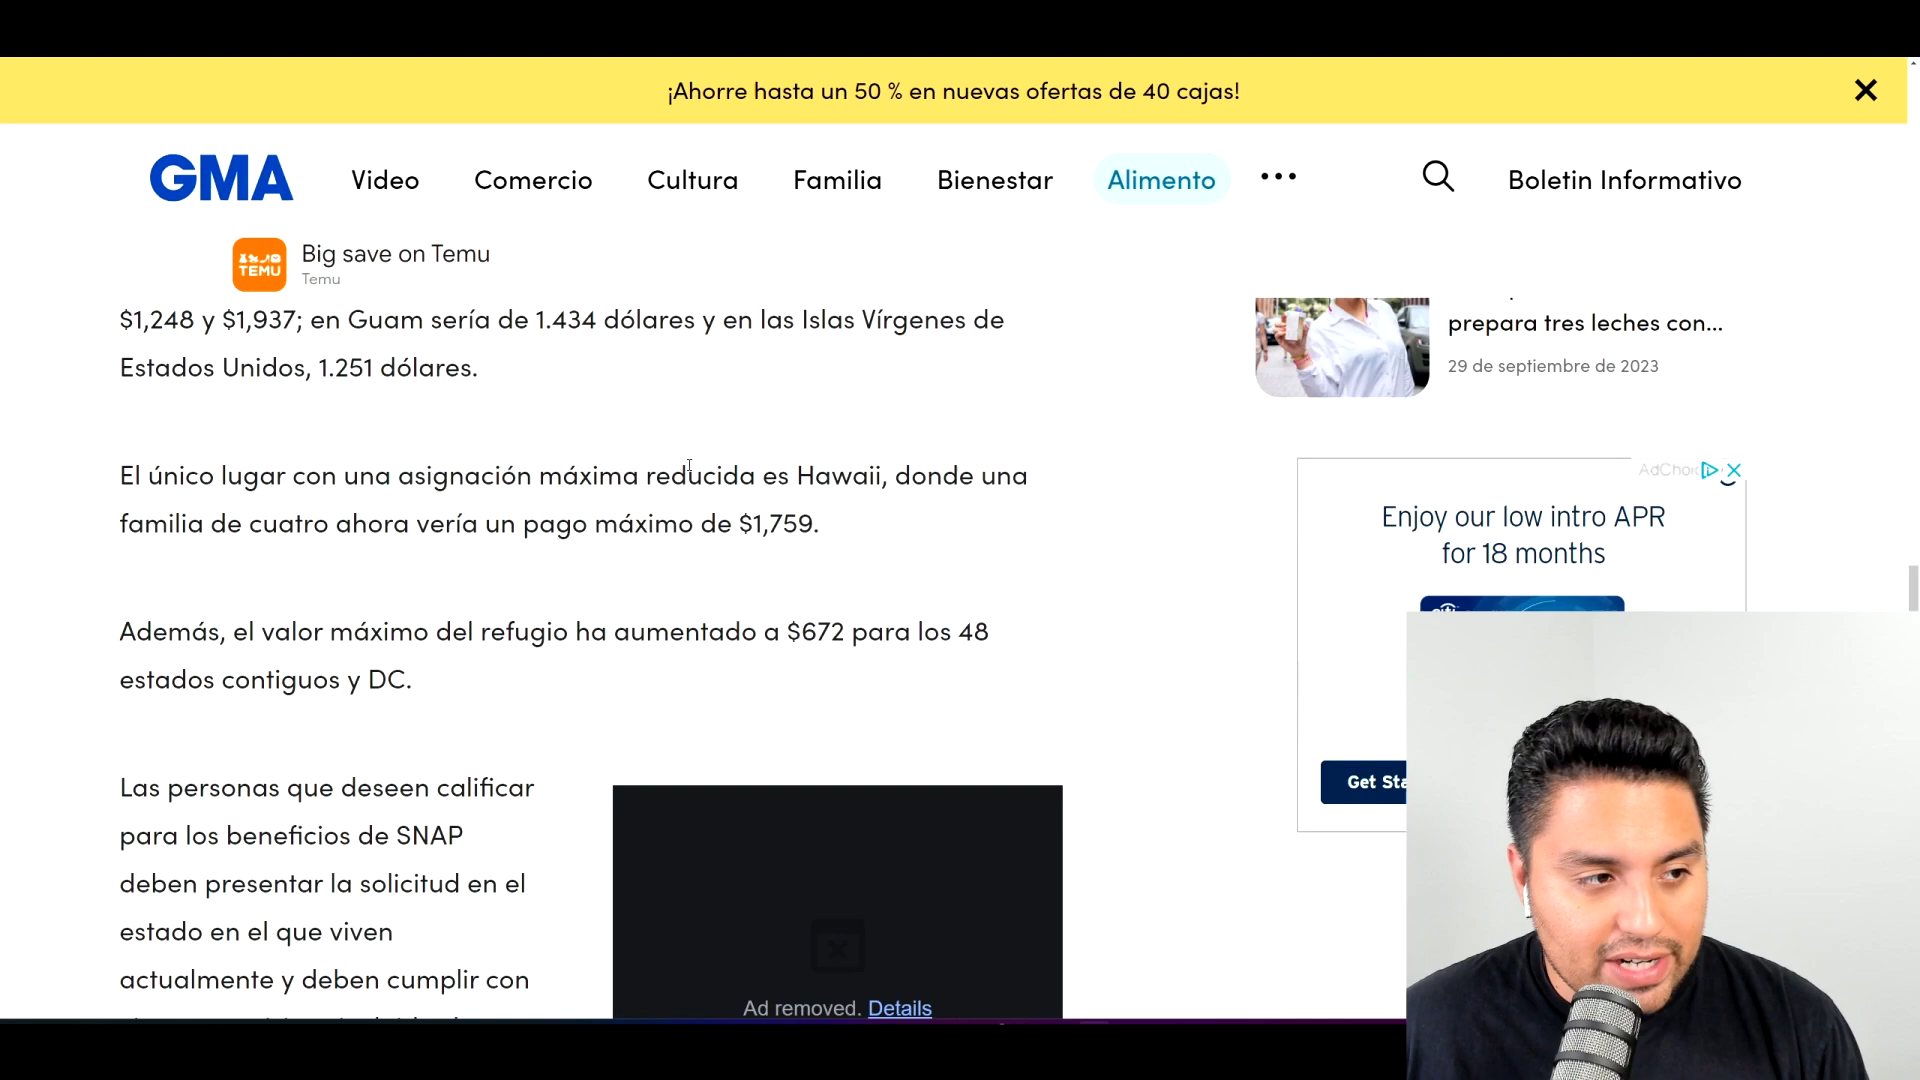 ¡Ahorre hasta un 50 % en nuevas ofertas de 40 cajas!
GMA
Video
Comercio
Cultura
Familia
Bienestar
Alimento
Boletin Informativo
TEMU
Big save on Temu
Temu
$1,248 y $1,937; en Guam sería de 1.434 dólares y en las Islas Vírgenes de
Estados Unidos, 1.251 dólares.
El único lugar con una asignación máxima reducida es Hawaii, donde una
familia de cuatro ahora vería un pago máximo de $1,759.
Además, el valor máximo del refugio ha aumentado a $672 para los 48
estados contiguos y DC.
Las personas que deseen calificar
para los beneficios de SNAP
deben presentar la solicitud en el
estado en el que viven
actualmente y deben cumplir con
Ad removed. Details
prepara tres leches con...
29 de septiembre de 2023
AdChoi
Enjoy our low intro APR
for 18 months
citi
Get Sta